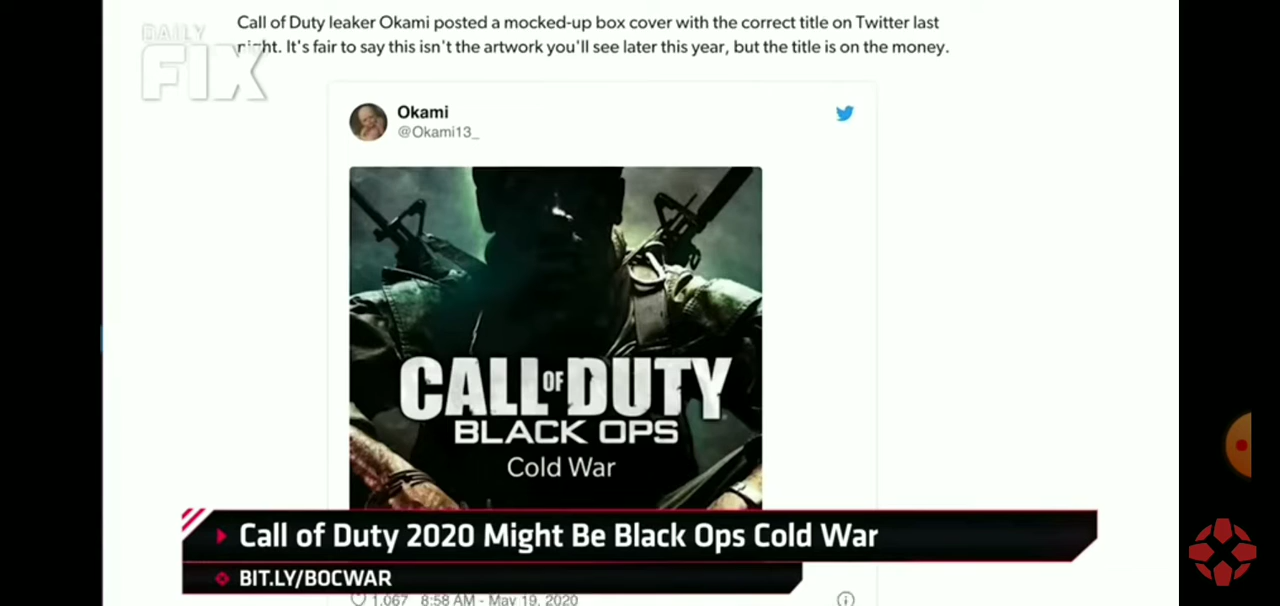 Call of Duty leaker Okami posted a mocked-up box cover with the correct title on Twitter last
night. It's fair to say this isn't the artwork you'll see later this year, but the title is on the money.
DAILY
FIX
Okami
@Okami13_
CALL OF DUTY
BLACK OPS
Cold War
Call of Duty 2020 Might Be Black Ops Cold War
BIT.LY/BOCWAR
1,067 8:58 AM - May 19, 2020